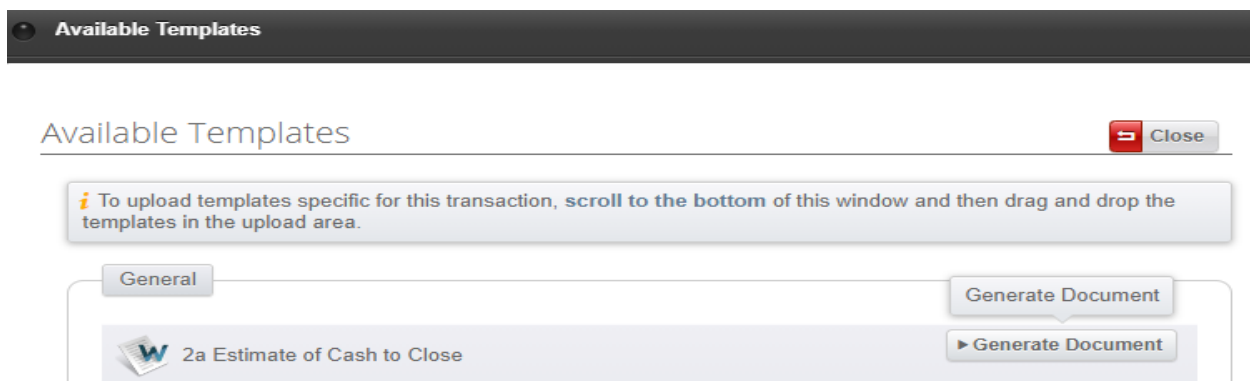 Available Templates
Available Templates
Close
i To upload templates specific for this transaction, scroll to the bottom of this window and then drag and drop the
templates in the upload area.
General
Generate Document
W 2a Estimate of Cash to Close
Generate Document